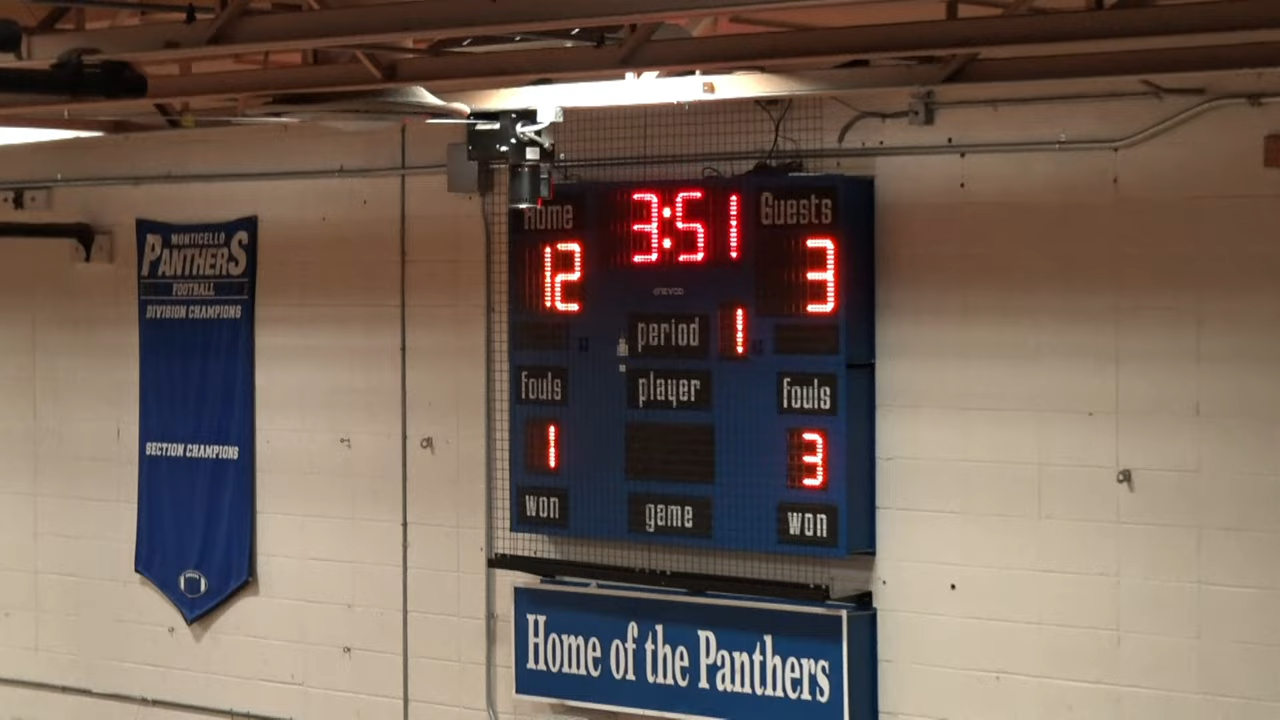 MONTICELLO
PANTHERS
FOOTBALL
DIVISION CHAMPIONS
SECTION CHAMPIONS
Home
3:51
Guests
12
3
period
1
fouls
player
fouls
1
3
won
game
won
Home of the Panthers